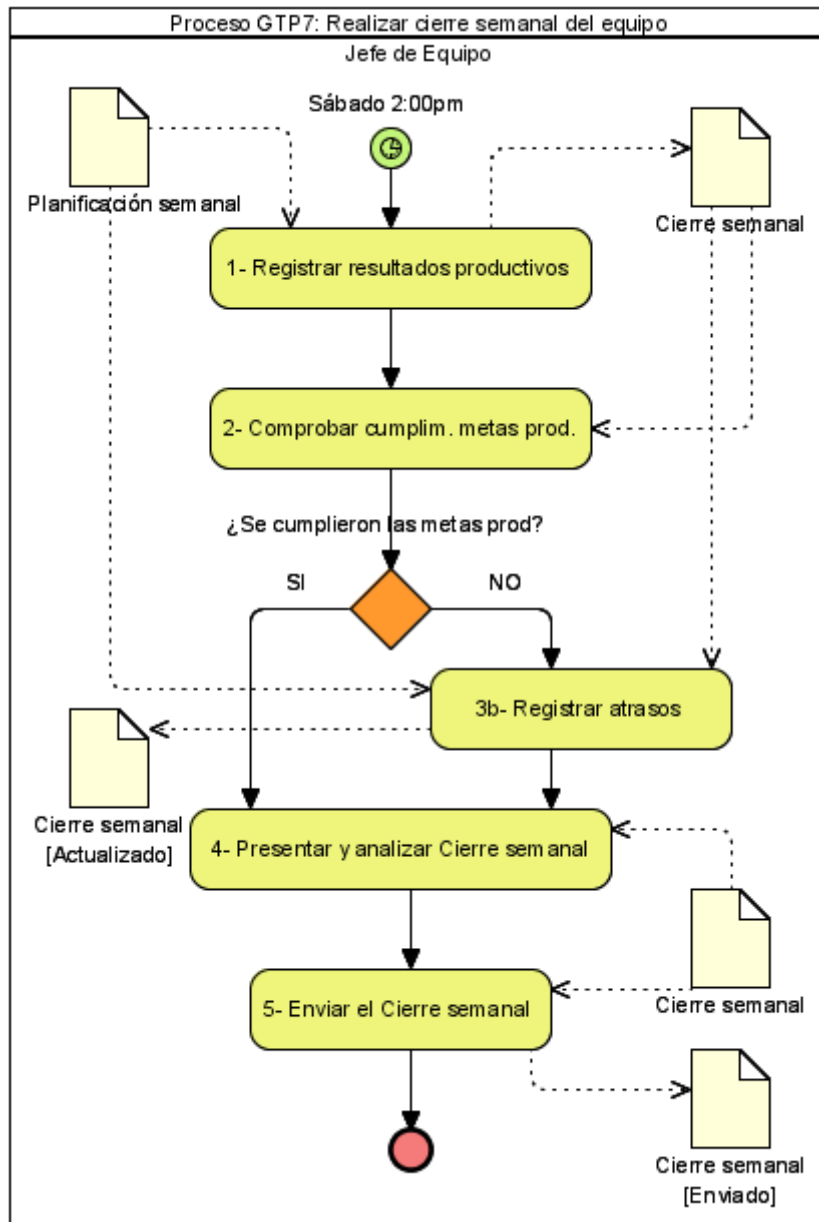 Proceso GTP7: Realizar cierre semanal del equipo
Jefe de Equipo
Sábado 2:00pm
Planificación semanal
Cierre semanal
1- Registrar resultados productivos
2- Comprobar cumplim. metas prod.
¿Se cumplieron las metas prod?
SI
NO
3b- Registrar atrasos
Cierre semanal
[Actualizado]
4- Presentar y analizar Cierre semanal
5- Enviar el Cierre semanal
Cierre semanal
Cierre semanal
[Enviado]